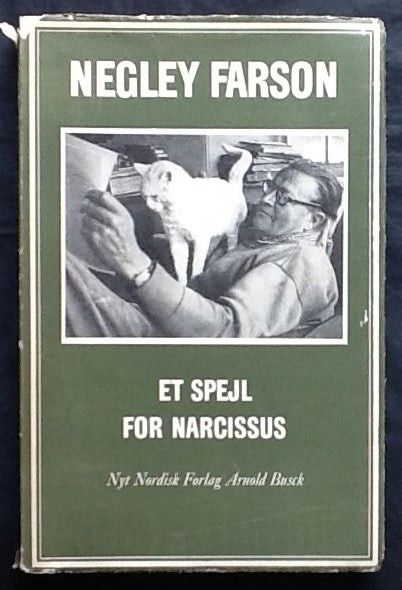 NEGLEY FARSON
ET SPEJL
FOR NARCISSUS
Nyt Nordisk Forlag Arnold Busck